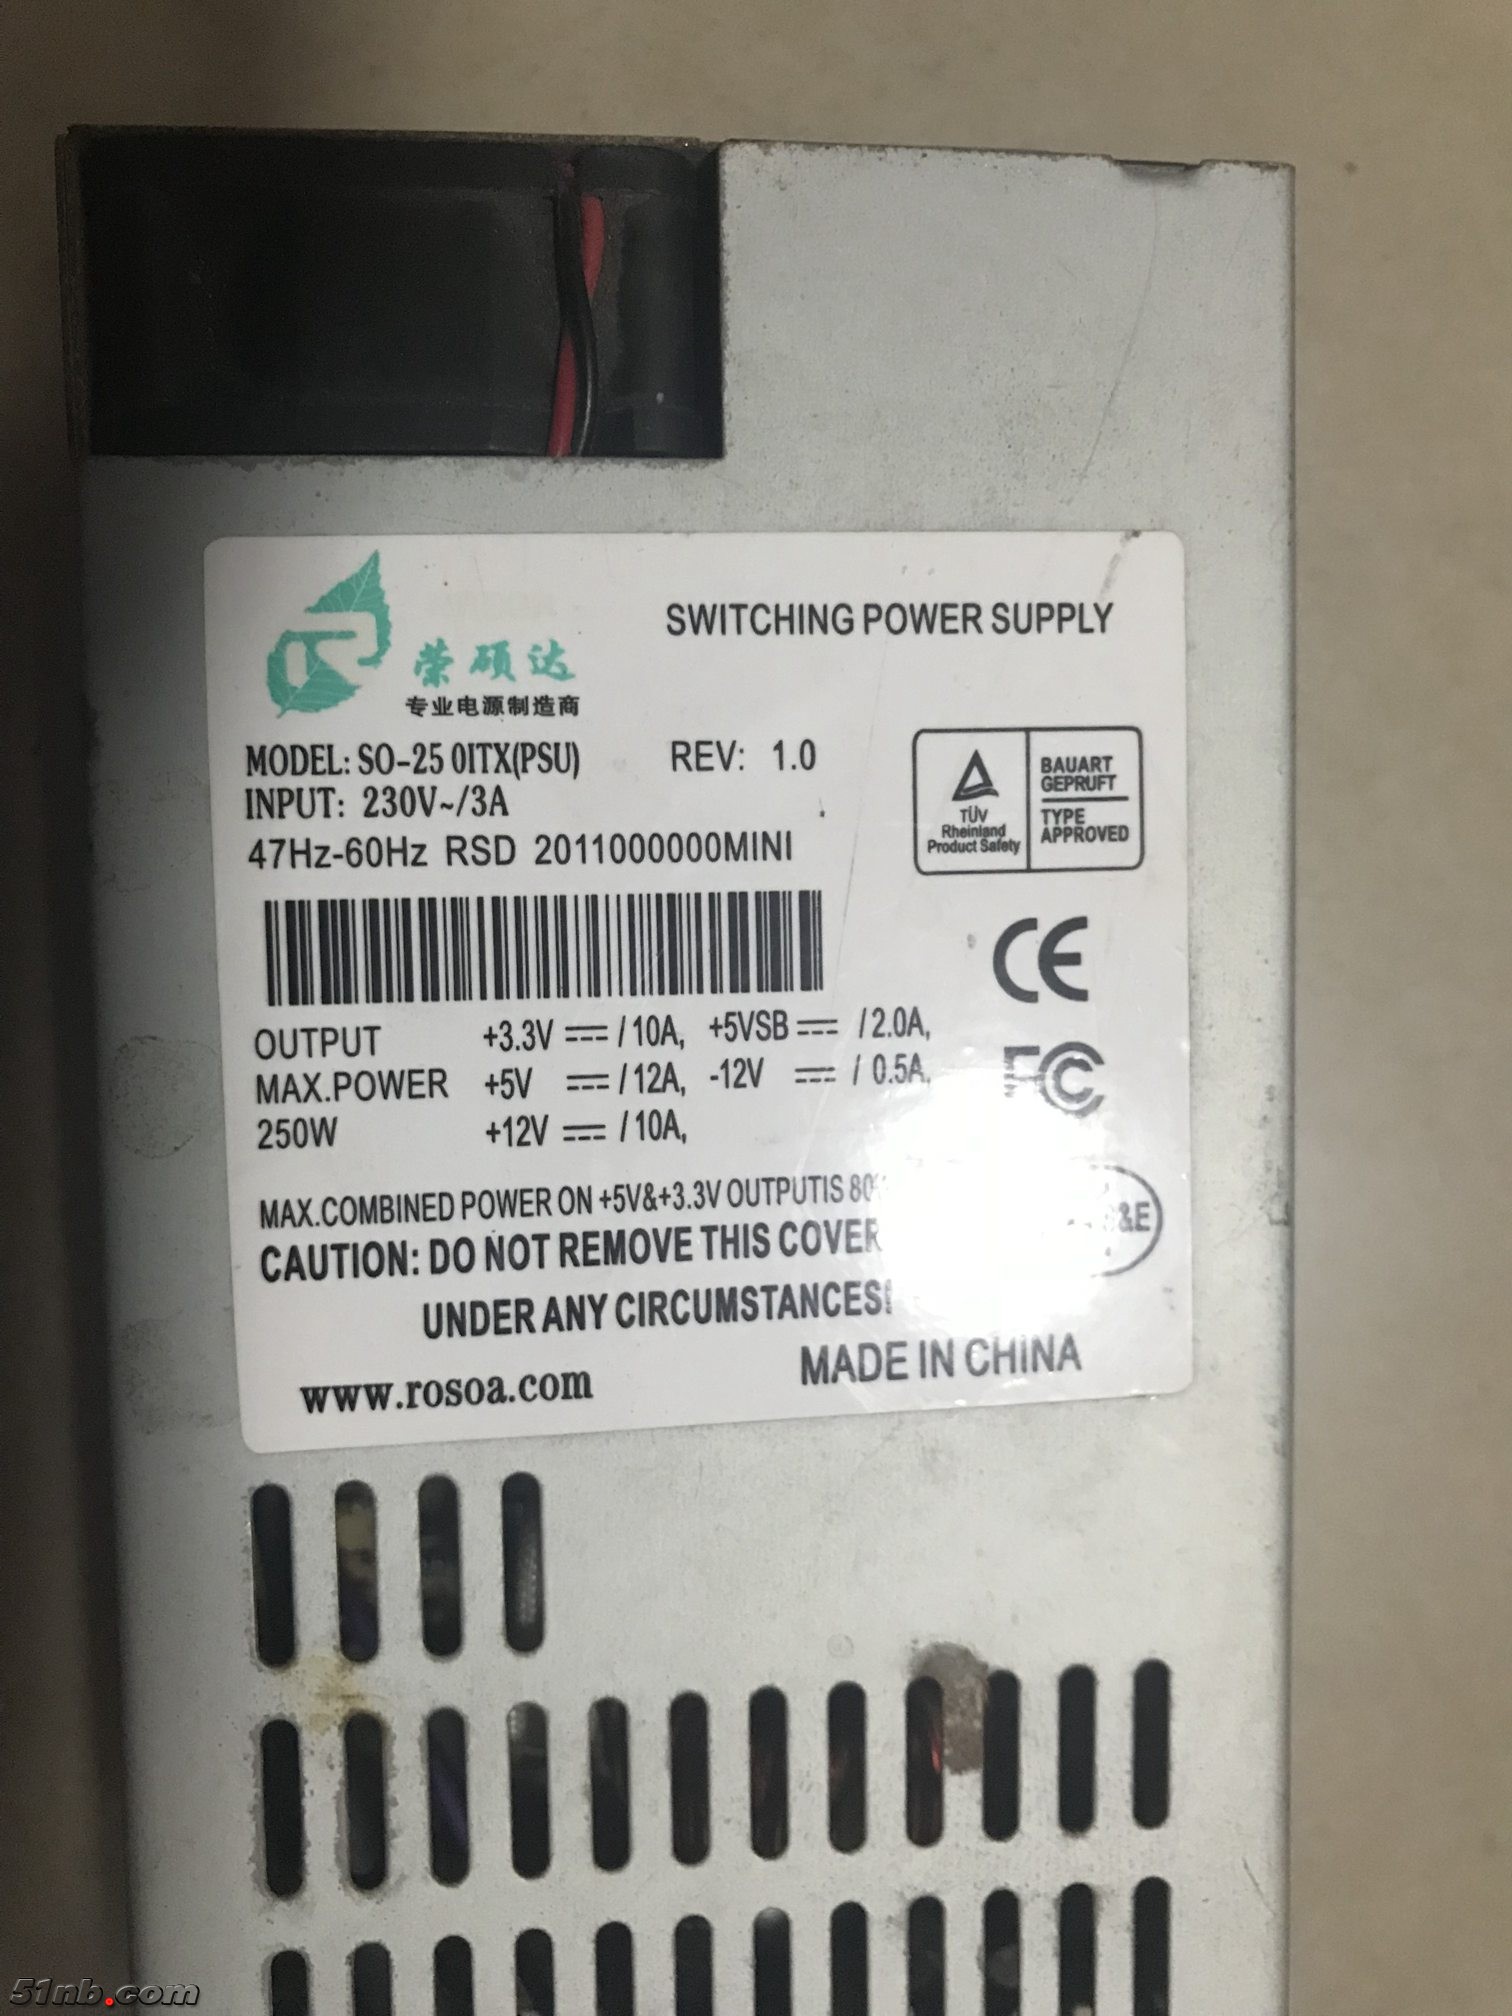 SWITCHING POWER SUPPLY
荣硕达
专业电源制造商
MODEL: SO-25 0ITX(PSU) REV: 1.0
INPUT: 230V~/3A
47Hz-60Hz RSD 2011000000MINI
TÜV
Rheinland
Product Safety
BAUART
GEPRUFT
TYPE
APPROVED
CE
OUTPUT +3.3V ⎓ /10A, +5VSB ⎓ /2.0A,
MAX.POWER +5V ⎓ /12A, -12V ⎓ / 0.5A,
250W +12V ⎓ /10A,
FC
MAX.COMBINED POWER ON +5V&+3.3V OUTPUTIS
&E
CAUTION: DO NOT REMOVE THIS COVER
UNDER ANY CIRCUMSTANCES!
MADE IN CHINA
www.rosoa.com
51nb.com